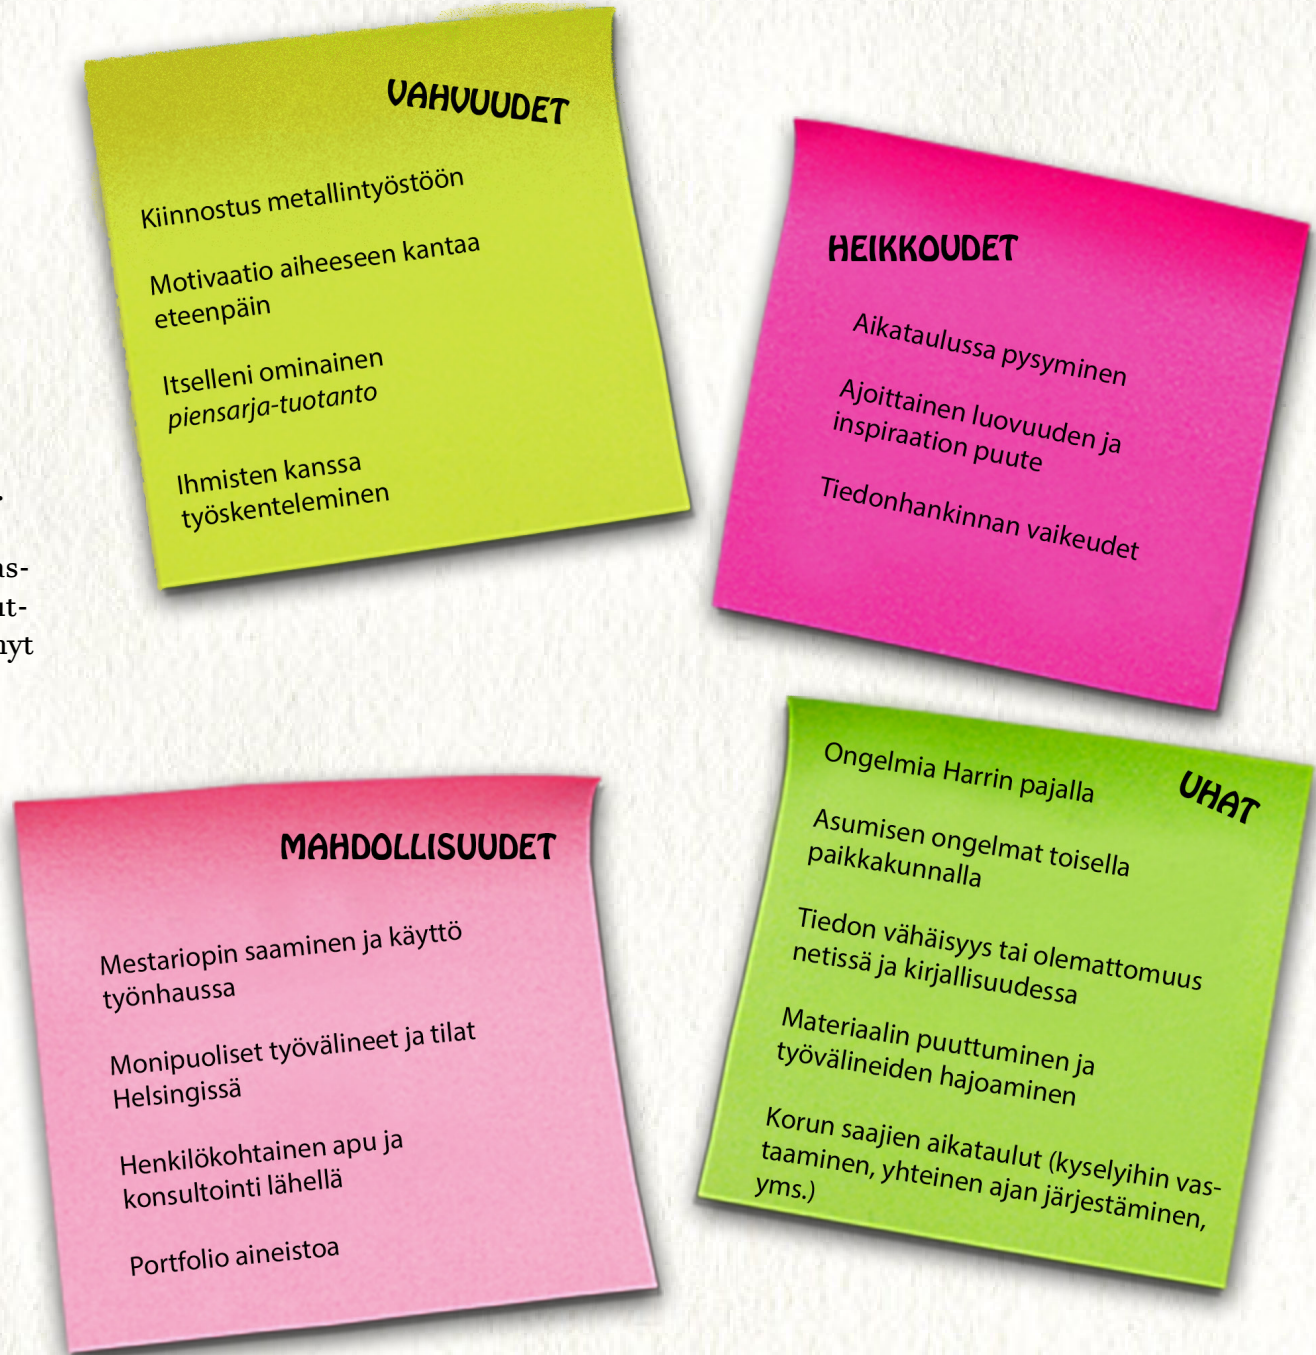 VAHVUUDET
Kiinnostus metallintyöstöön
Motivaatio aiheeseen kantaa
eteenpäin
Itselleni ominainen
piensarja-tuotanto
Ihmisten kanssa
työskenteleminen
HEIKKOUDET
Aikataulussa pysyminen
Ajoittainen luovuuden ja
inspiraation puute
Tiedonhankinnan vaikeudet
MAHDOLLISUUDET
Mestariopin saaminen ja käyttö
työnhaussa
Monipuoliset työvälineet ja tilat
Helsingissä
Henkilökohtainen apu ja
konsultointi lähellä
Portfolio aineistoa
UHAT
Ongelmia Harrin pajalla
Asumisen ongelmat toisella
paikkakunnalla
Tiedon vähäisyys tai olemattomuus
netissä ja kirjallisuudessa
Materiaalin puuttuminen ja
työvälineiden hajoaminen
Korun saajien aikataulut (kyselyihin vas-
taaminen, yhteinen ajan järjestäminen,
yms.)